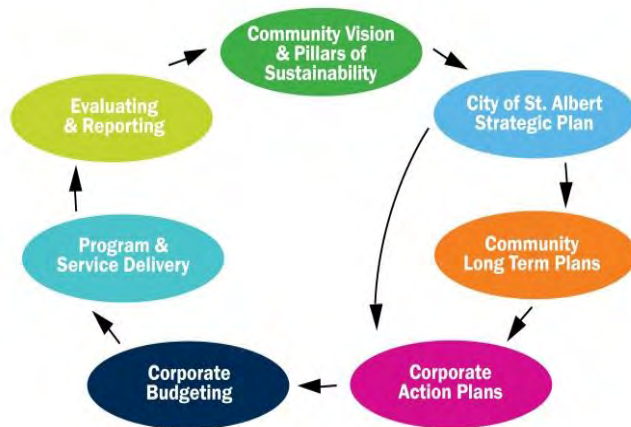 Community Vision
& Pillars of
Sustainability
City of St. Albert
Strategic Plan
Community
Long Term Plans
Corporate
Action Plans
Corporate
Budgeting
Program &
Service Delivery
Evaluating
& Reporting